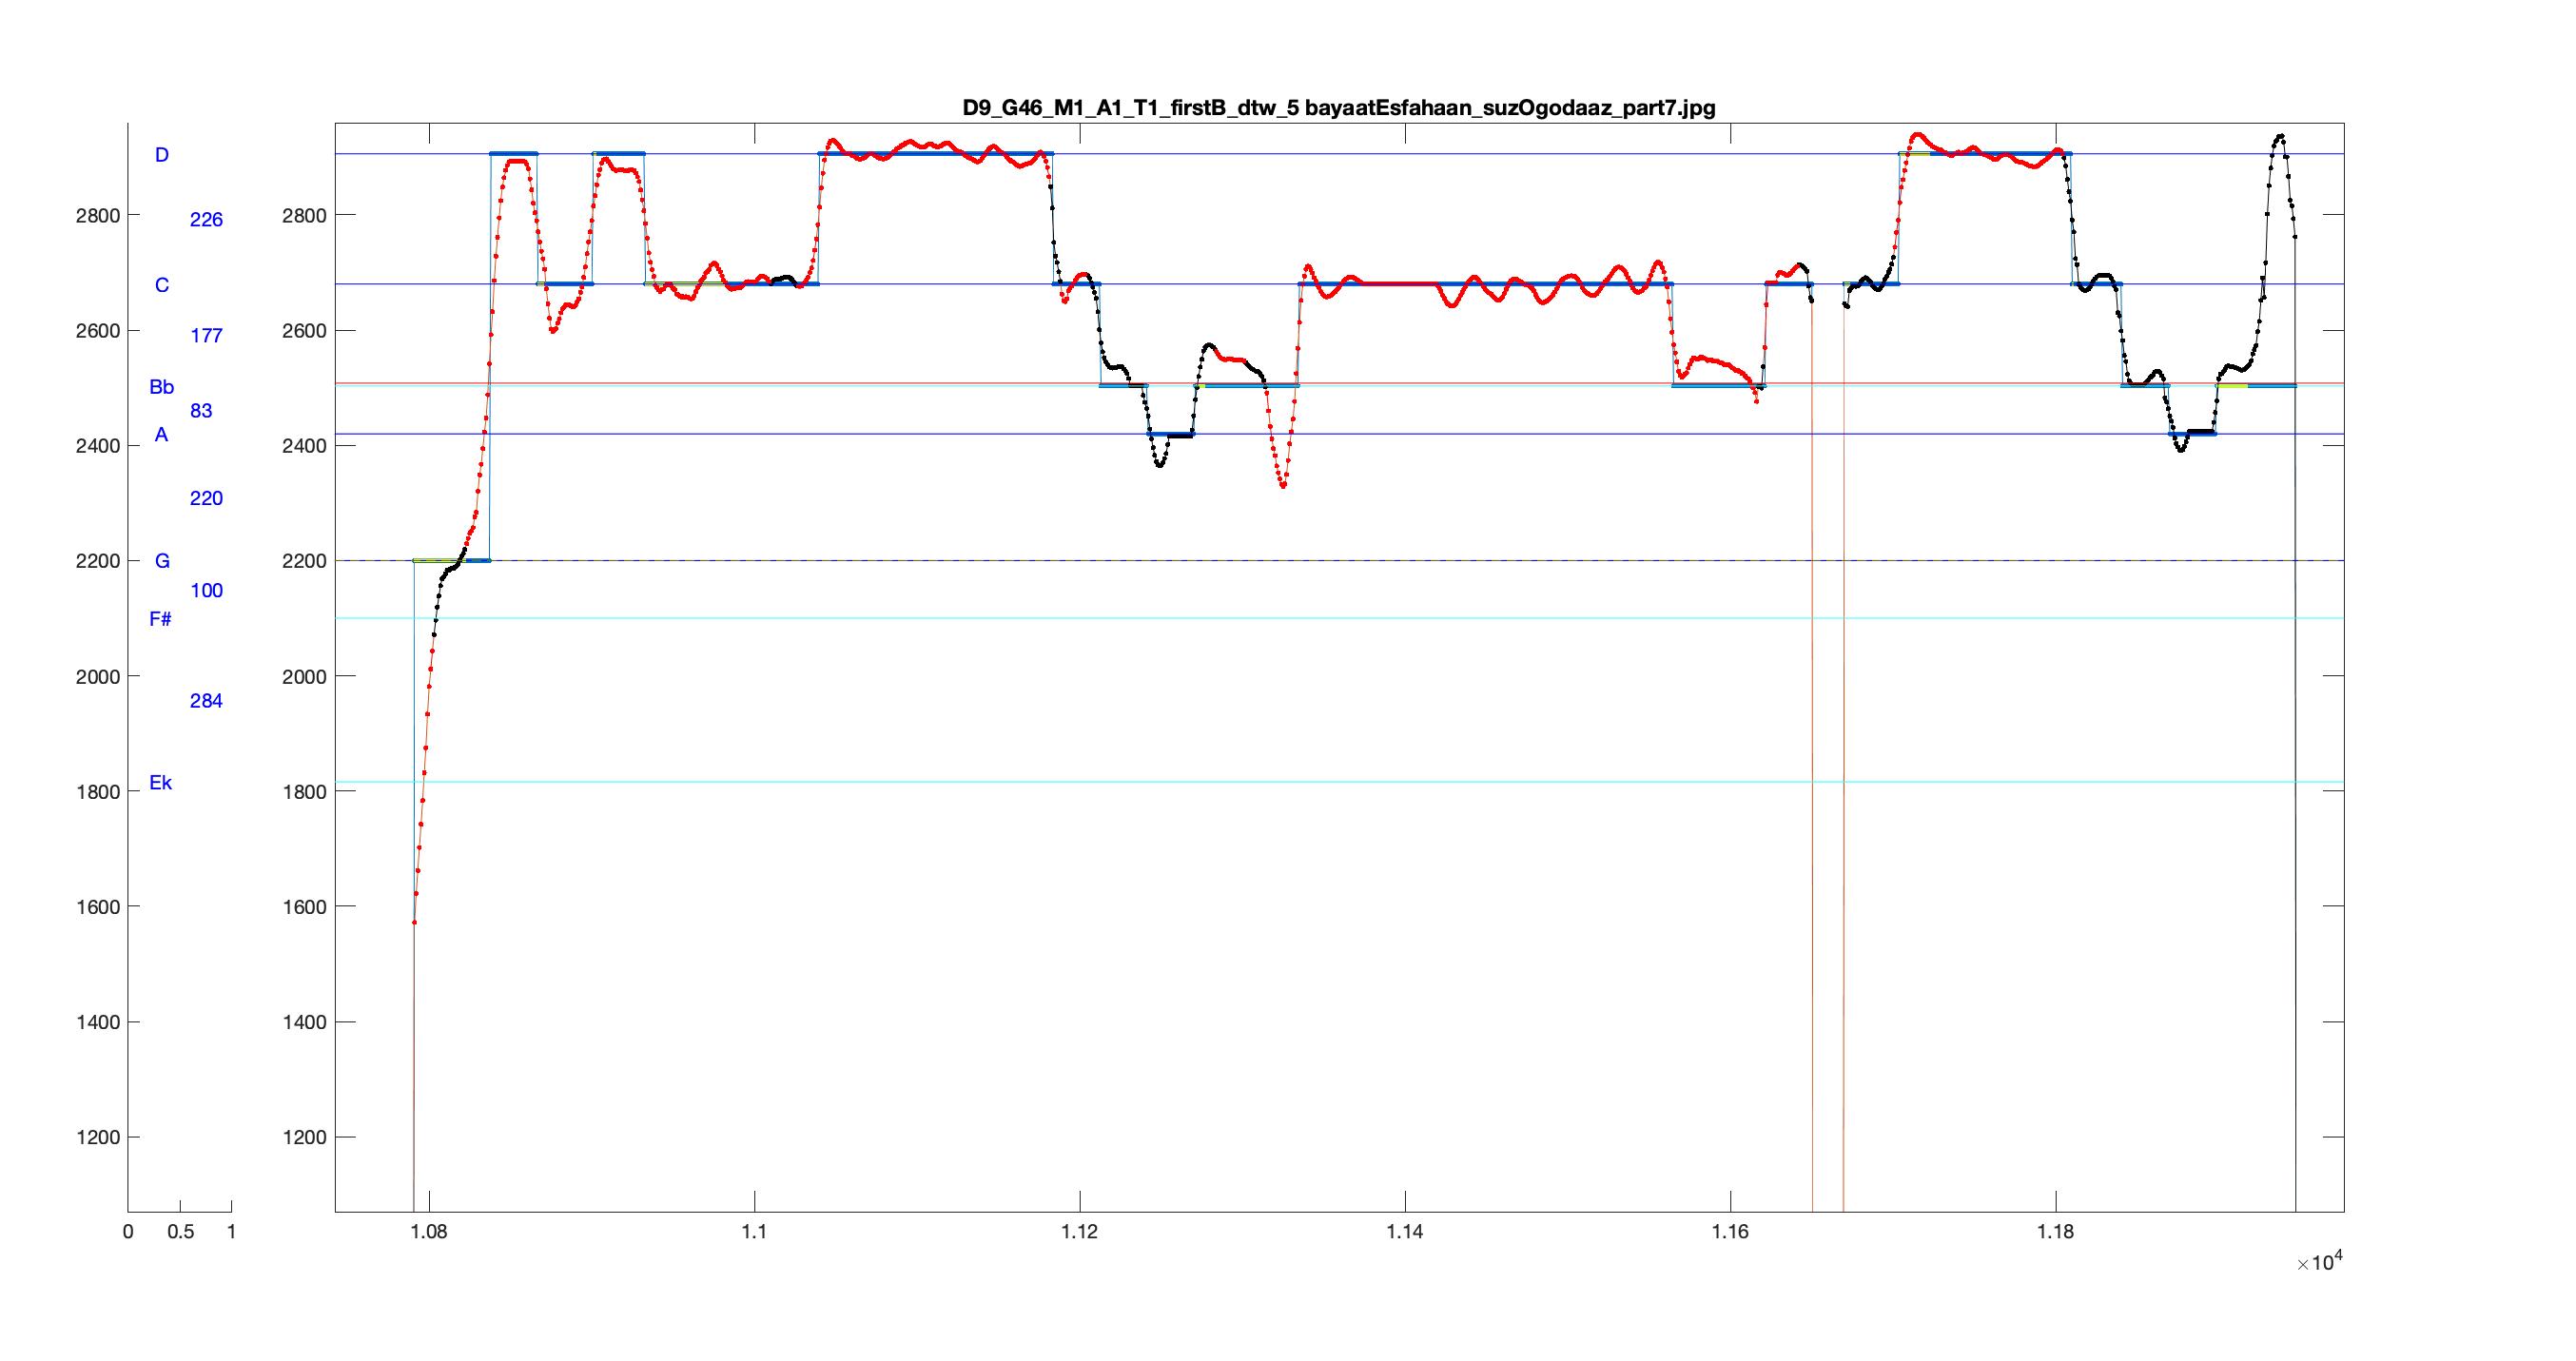 D9_G46_M1_A1_T1_firstB_dtw_5 bayaatEsfahaan_suzOgodaaz_part7.jpg
D
2800 226 2800
C
2600 177 2600
Bb
83
A
2400 2400
220
2200 G 2200
100
F#
2000 2000
284
Ek
1800 1800
1600 1600
1400 1400
1200 1200
0 0.5 1 1.08 1.1 1.12 1.14 1.16 1.18
×10^4